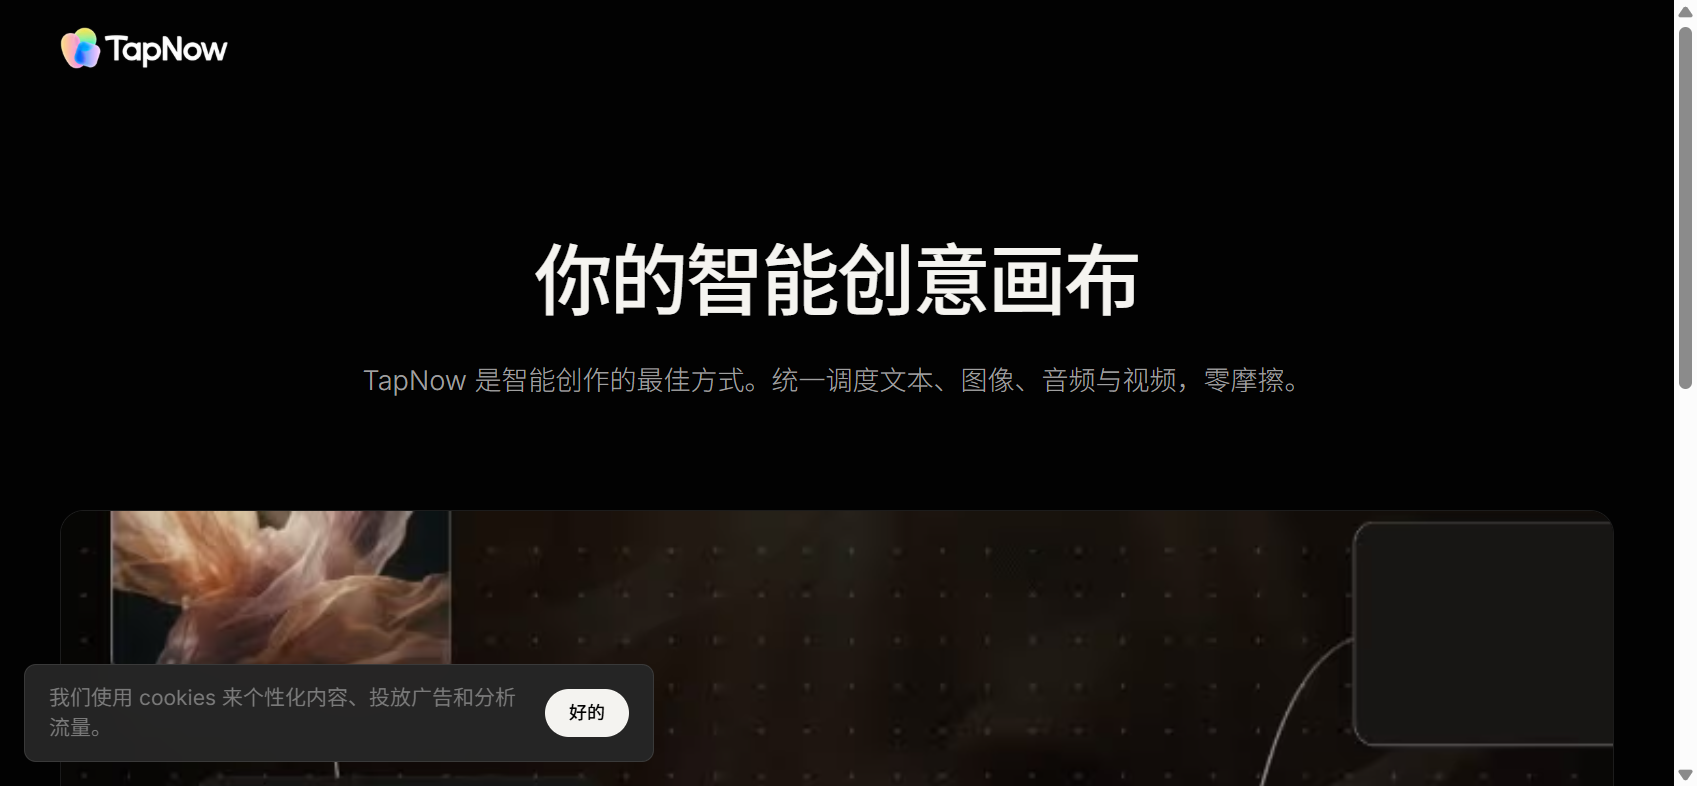 TapNow
你的智能创意画布
TapNow 是智能创作的最佳方式。统一调度文本、图像、音频与视频，零摩擦。
我们使用 cookies 来个性化内容、投放广告和分析
流量。
好的